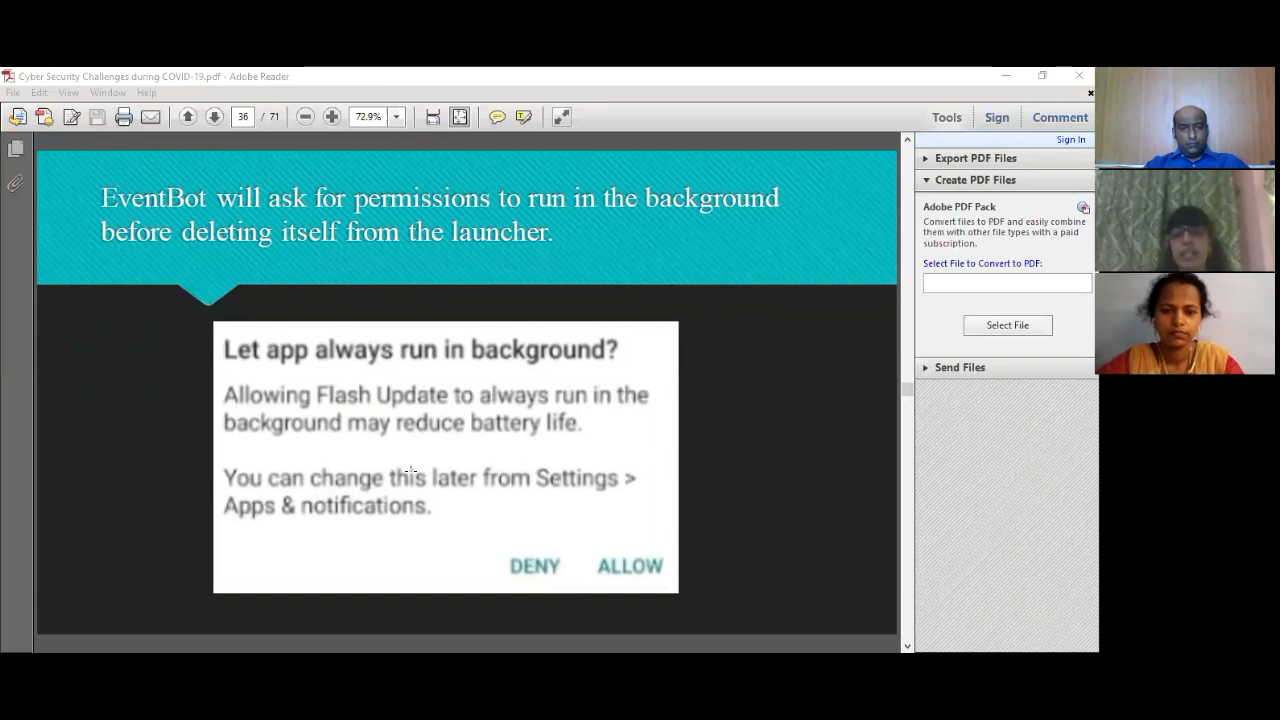 Cyber Security Challenges during COVID-19.pdf - Adobe Reader
File Edit View Window Help
36 / 71 72.9% Tools Sign Comment
Sign In
EventBot will ask for permissions to run in the background
before deleting itself from the launcher.
Let app always run in background?
Allowing Flash Update to always run in the
background may reduce battery life.
You can change this later from Settings >
Apps & notifications.
DENY ALLOW
Export PDF Files
Create PDF Files
Adobe PDF Pack
Convert files to PDF and easily combine
them with other file types with a paid
subscription.
Select File to Convert to PDF:
Select File
Send Files